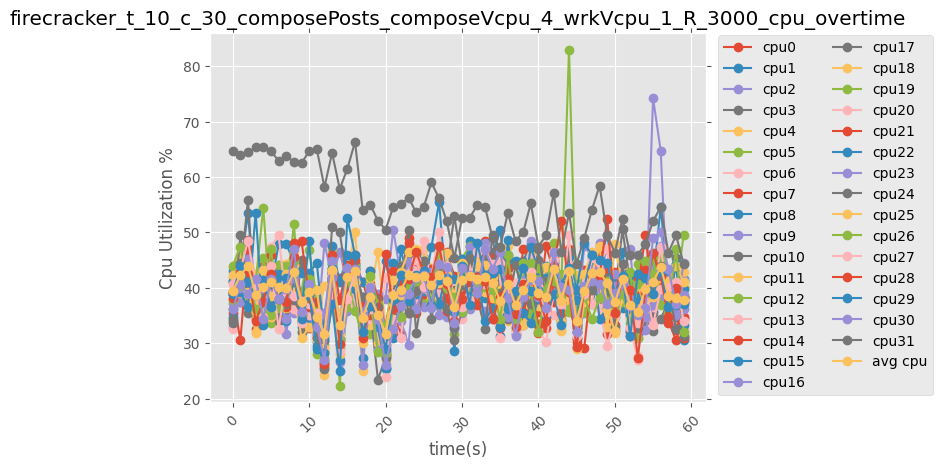 firecracker_t_10_c_30_composePosts_composeVcpu_4_wrkVcpu_1_R_3000_cpu_overtime
Cpu Utilization %
80
70
60
50
40
30
20
0
10
20
30
40
50
60
time(s)
cpu0
cpu1
cpu2
cpu3
cpu4
cpu5
cpu6
cpu7
cpu8
cpu9
cpu10
cpu11
cpu12
cpu13
cpu14
cpu15
cpu16
cpu17
cpu18
cpu19
cpu20
cpu21
cpu22
cpu23
cpu24
cpu25
cpu26
cpu27
cpu28
cpu29
cpu30
cpu31
avg cpu